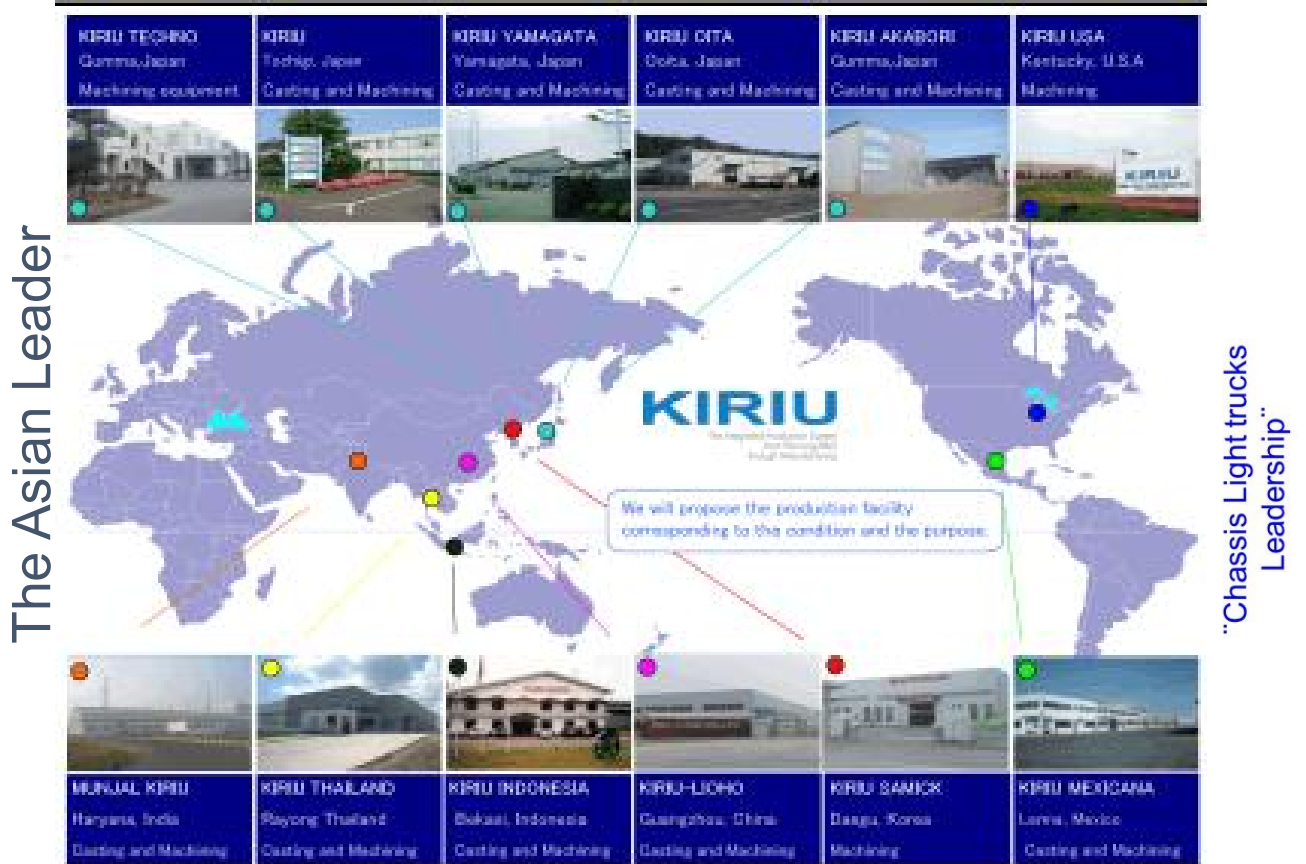 KIRIU TECHNO
Gunma,Japan
Machining equipment
KIRIU
Tochigi, Japan
Casting and Machining
KIRIU YAMAGATA
Yamagata, Japan
Casting and Machining
KIRIU OITA
Ooita, Japan
Casting and Machining
KIRIU AKABORI
Gunma,Japan
Casting and Machining
KIRIU USA
Kentucky, U.S.A
Machining
KIRIU
The Asian Leader
KIRIU
We will propose the production facility
corresponding to the condition and the purpose.
¨Chassis Light trucks
Leadership¨
MUNJAL KIRIU
Haryana, India
Casting and Machining
KIRIU THAILAND
Rayong Thailand
Casting and Machining
KIRIU INDONESIA
Bekasi, Indonesia
Casting and Machining
KIRIU-LIOHO
Guangzhou, China
Casting and Machining
KIRIU SAMICK
Daegu, Korea
Machining
KIRIU MEXICANA
Lerma, Mexico
Casting and Machining